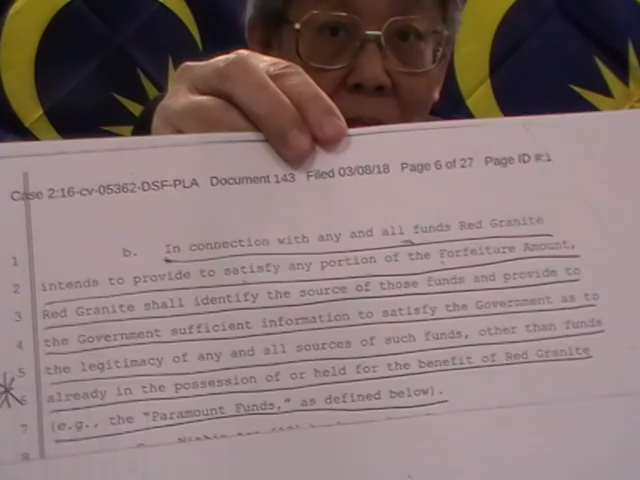 Case 2:16-cv-05362-DSF-PLA Document 143 Filed 03/08/18 Page 6 of 27 Page ID #:1
1 b. In connection with any and all funds Red Granite
2 intends to provide to satisfy any portion of the Forfeiture Amount,
3 Red Granite shall identify the source of those funds and provide to
4 the Government sufficient information to satisfy the Government as to
5 the legitimacy of any and all sources of such funds, other than funds
6 already in the possession of or held for the benefit of Red Granite
7 (e.g., the "Paramount Funds," as defined below).
8